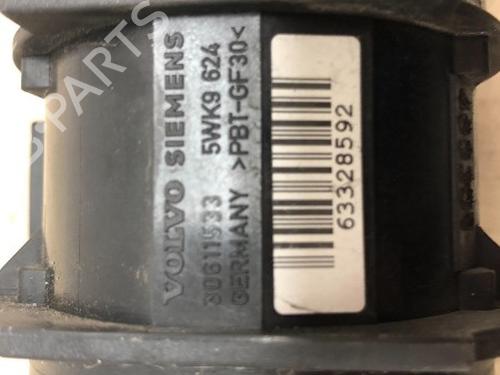 VOLVO SIEMENS
30611533 5WK9 624
GERMANY >PBT-GF30<
63328592
B-PARTS